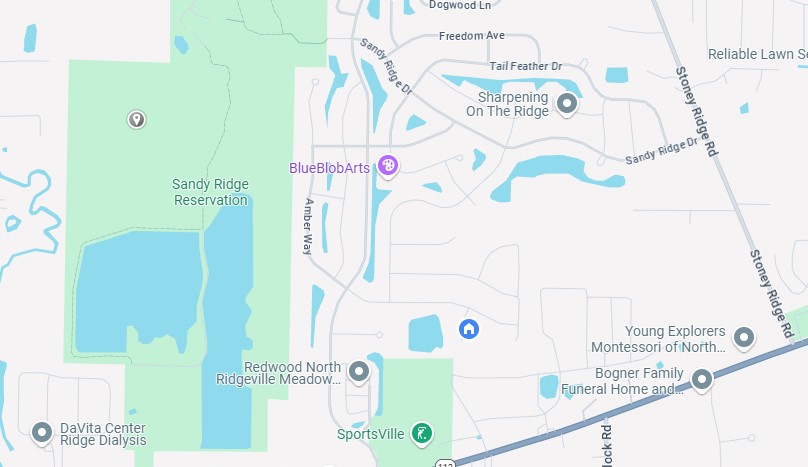 Dogwood Ln
Freedom Ave
Sandy Ridge Dr
Tail Feather Dr
Reliable Lawn Se
Stoney Ridge Rd
Sharpening
On The Ridge
Sandy Ridge Dr
BlueBlobArts
Sandy Ridge
Reservation
Amber Way
Stoney Ridge Rd
Young Explorers
Montessori of North...
Redwood North
Ridgeville Meadow...
Bogner Family
Funeral Home and...
DaVita Center
Ridge Dialysis
SportsVille
lock Rd
113